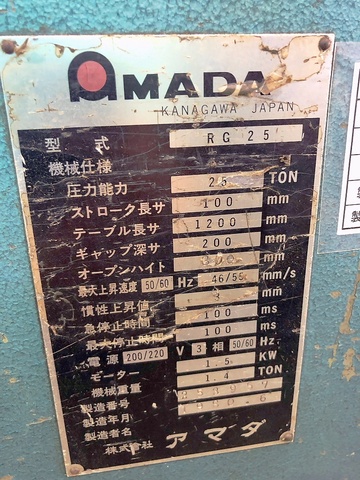 AMADA
KANAGAWA JAPAN
型 式 RG 25
機械仕様
圧力能力 25 TON
ストローク長サ 100 mm
テーブル長サ 1200 mm
ギャップ深サ 200 mm
オープンハイト mm
最大上昇速度 50/60 Hz 46/55 mm/s
慣性上昇値 3 mm
急停止時間 100 ms
最大停止時間 100 ms
電源 200/220 V 3 相 50/60 Hz.
モーター 1.5 KW
機械重量 1.4 TON
製造番号
製造年月 1980.6
製造者名
株式会社 アマダ
製